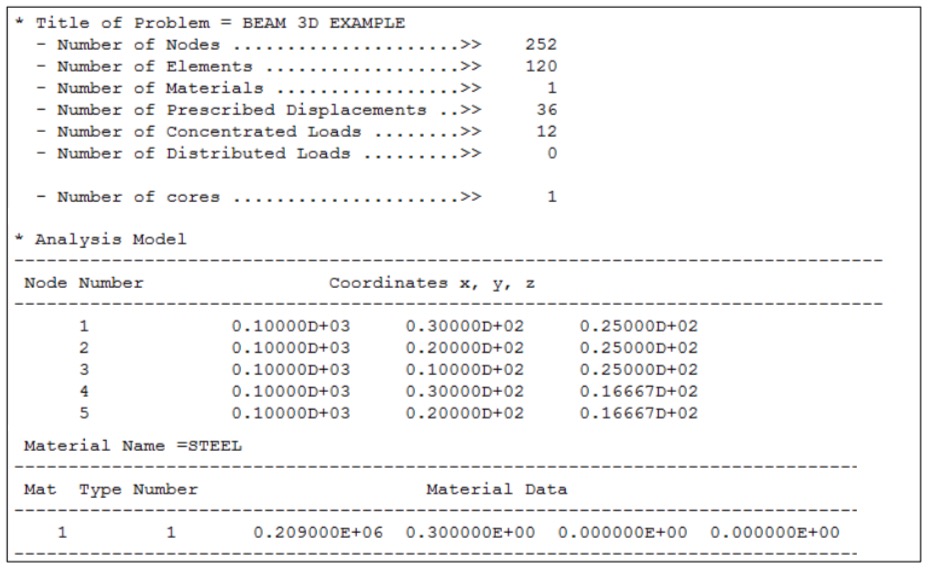 * Title of Problem = BEAM 3D EXAMPLE
- Number of Nodes .....................>> 252
- Number of Elements ..................>> 120
- Number of Materials .................>> 1
- Number of Prescribed Displacements ..>> 36
- Number of Concentrated Loads ........>> 12
- Number of Distributed Loads .........>> 0
- Number of cores .....................>> 1
* Analysis Model
--------------------------------------------------------------------------------
Node Number Coordinates x, y, z
--------------------------------------------------------------------------------
1 0.10000D+03 0.30000D+02 0.25000D+02
2 0.10000D+03 0.20000D+02 0.25000D+02
3 0.10000D+03 0.10000D+02 0.25000D+02
4 0.10000D+03 0.30000D+02 0.16667D+02
5 0.10000D+03 0.20000D+02 0.16667D+02
Material Name =STEEL
------------------------------------------------------------------------------
Mat Type Number Material Data
------------------------------------------------------------------------------
1 1 0.209000E+06 0.300000E+00 0.000000E+00 0.000000E+00
------------------------------------------------------------------------------